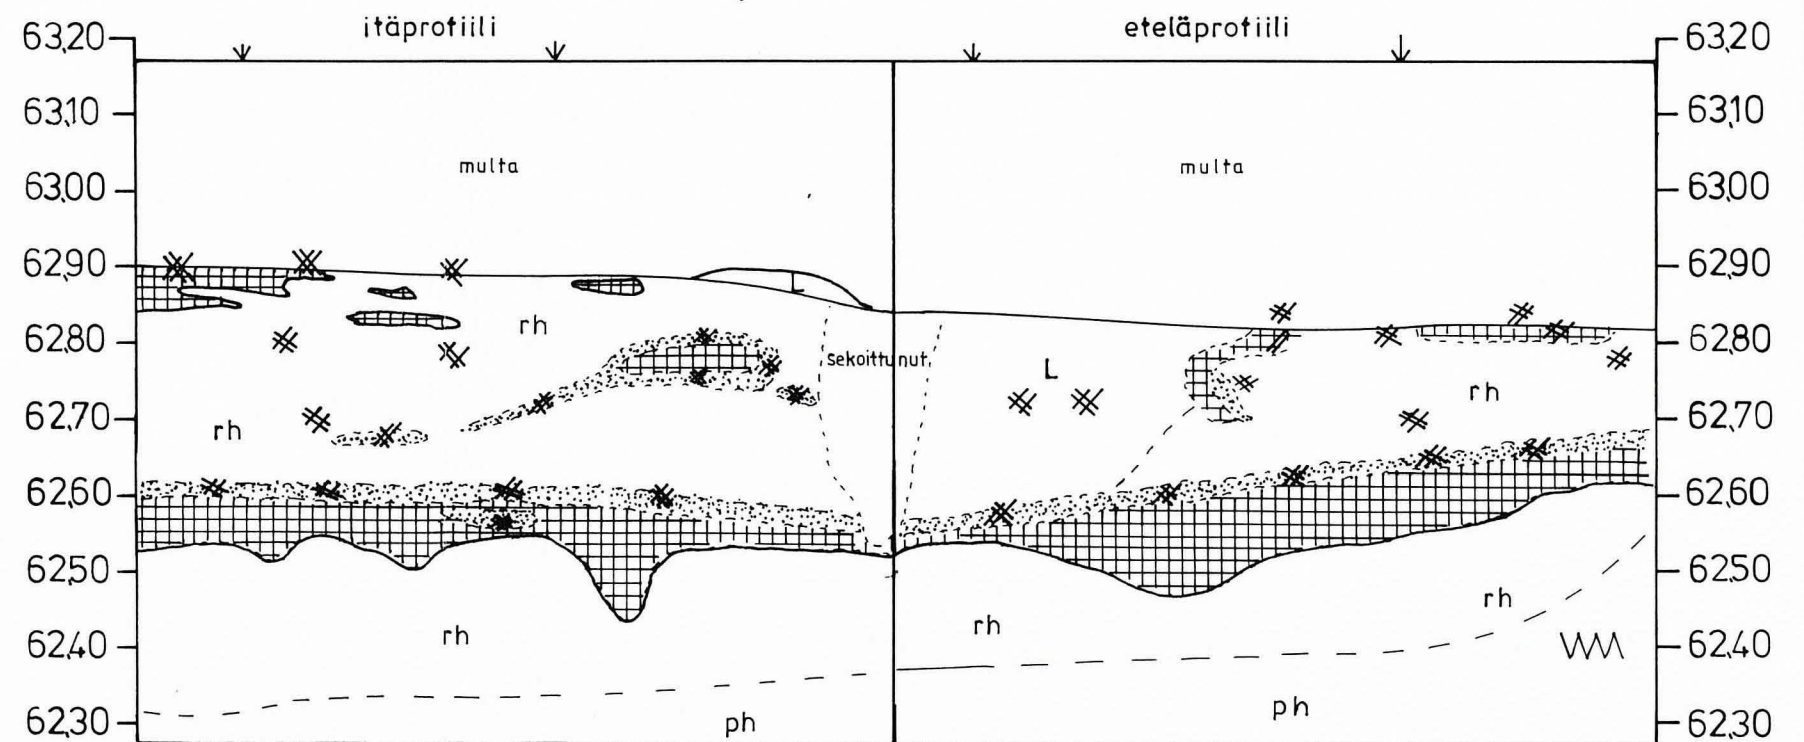 itäprofiili eteläprofiili
63,20 63,20
63,10 63,10
multa multa
63,00 63,00
62,90 62,90
L
rh
62,80 62,80
sekoittunut
L
rh
62,70 62,70
rh
62,60 62,60
62,50 62,50
rh
rh rh
62,40 62,40
ph ph
62,30 62,30